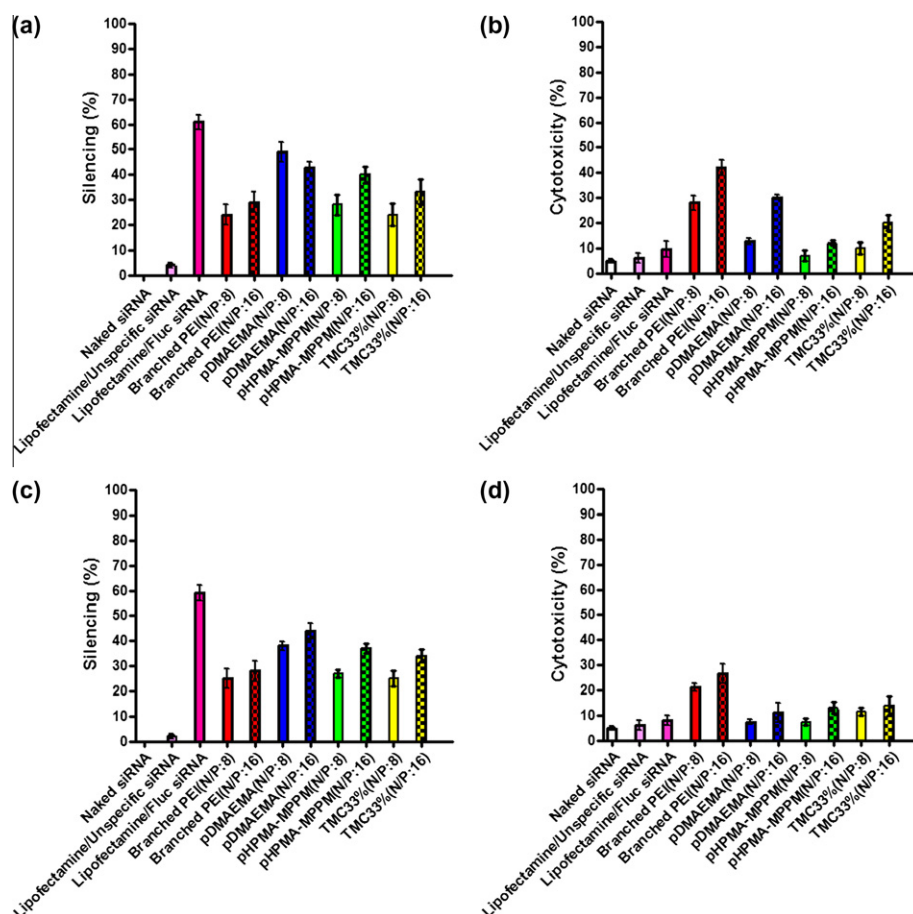 (a)
100
90
80
70
60
50
40
30
20
10
0
Silencing (%)
Naked siRNA
Lipofectamine/Unspecific siRNA
Lipofectamine/Fluc siRNA
Branched PEI(N/P:8)
Branched PEI(N/P:16)
pDMAEMA(N/P:8)
pDMAEMA(N/P:16)
pHPMA-MPPM(N/P:8)
pHPMA-MPPM(N/P:16)
TMC33%(N/P:8)
TMC33%(N/P:16)
(b)
100
90
80
70
60
50
40
30
20
10
0
Cytotoxicity (%)
Naked siRNA
Lipofectamine/Unspecific siRNA
Lipofectamine/Fluc siRNA
Branched PEI(N/P:8)
Branched PEI(N/P:16)
pDMAEMA(N/P:8)
pDMAEMA(N/P:16)
pHPMA-MPPM(N/P:8)
pHPMA-MPPM(N/P:16)
TMC33%(N/P:8)
TMC33%(N/P:16)
(c)
100
90
80
70
60
50
40
30
20
10
0
Silencing (%)
Naked siRNA
Lipofectamine/Unspecific siRNA
Lipofectamine/Fluc siRNA
Branched PEI(N/P:8)
Branched PEI(N/P:16)
pDMAEMA(N/P:8)
pDMAEMA(N/P:16)
pHPMA-MPPM(N/P:8)
pHPMA-MPPM(N/P:16)
TMC33%(N/P:8)
TMC33%(N/P:16)
(d)
100
90
80
70
60
50
40
30
20
10
0
Cytotoxicity (%)
Naked siRNA
Lipofectamine/Unspecific siRNA
Lipofectamine/Fluc siRNA
Branched PEI(N/P:8)
Branched PEI(N/P:16)
pDMAEMA(N/P:8)
pDMAEMA(N/P:16)
pHPMA-MPPM(N/P:8)
pHPMA-MPPM(N/P:16)
TMC33%(N/P:8)
TMC33%(N/P:16)